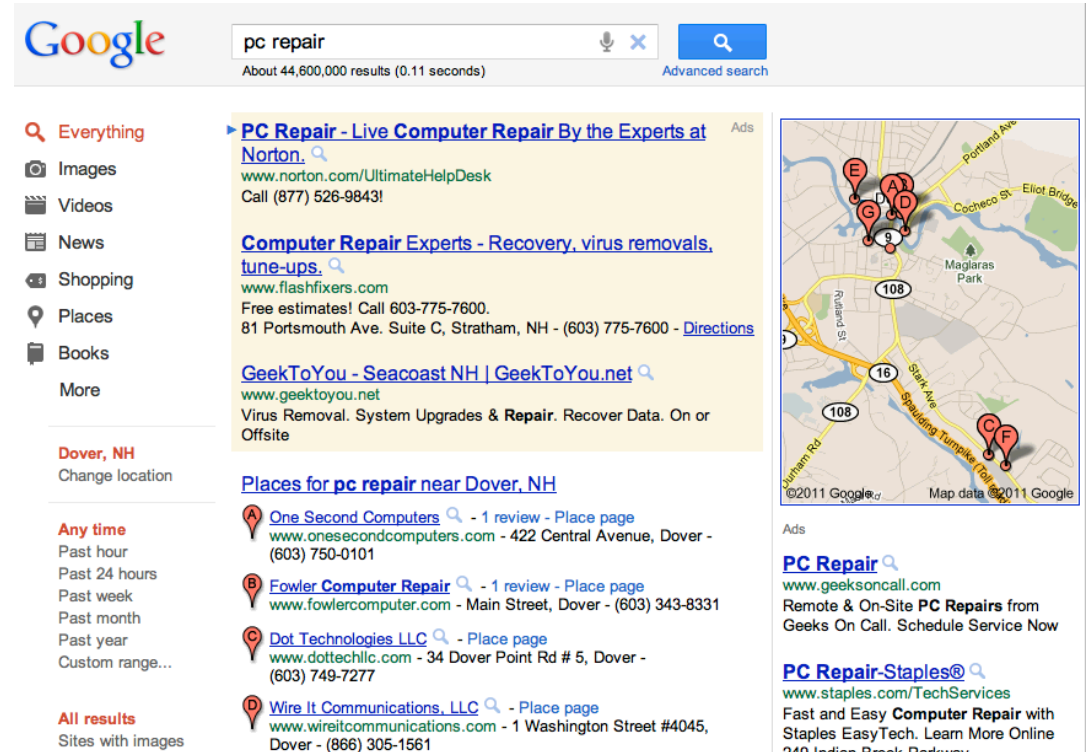 Google
pc repair
About 44,600,000 results (0.11 seconds)
Advanced search
Everything
Images
Videos
News
Shopping
Places
Books
More
Dover, NH
Change location
Any time
Past hour
Past 24 hours
Past week
Past month
Past year
Custom range...
All results
Sites with images
PC Repair - Live Computer Repair By the Experts at
Norton.
Ads
www.norton.com/UltimateHelpDesk
Call (877) 526-9843!
Computer Repair Experts - Recovery, virus removals,
tune-ups.
www.flashfixers.com
Free estimates! Call 603-775-7600.
81 Portsmouth Ave. Suite C, Stratham, NH - (603) 775-7600 - Directions
GeekToYou - Seacoast NH | GeekToYou.net
www.geektoyou.net
Virus Removal. System Upgrades & Repair. Recover Data. On or
Offsite
Places for pc repair near Dover, NH
A One Second Computers - 1 review - Place page
www.onesecondcomputers.com - 422 Central Avenue, Dover -
(603) 750-0101
B Fowler Computer Repair - 1 review - Place page
www.fowlercomputer.com - Main Street, Dover - (603) 343-8331
C Dot Technologies LLC - Place page
www.dottechllc.com - 34 Dover Point Rd # 5, Dover -
(603) 749-7277
D Wire It Communications, LLC - Place page
www.wireitcommunications.com - 1 Washington Street #4045,
Dover - (866) 305-1561
Portland Ave
E
A
B
D
G
Eliot Bridge
Cocheco St
9
Maglaras
Park
108
Rutland St
16
Stark Ave
108
Spaulding Turnpike (Toll
C
F
Durham Rd
©2011 Google
Map data ©2011 Google
Ads
PC Repair
www.geeksoncall.com
Remote & On-Site PC Repairs from
Geeks On Call. Schedule Service Now
PC Repair-Staples®
www.staples.com/TechServices
Fast and Easy Computer Repair with
Staples EasyTech. Learn More Online
249 Indian Brook Parkway